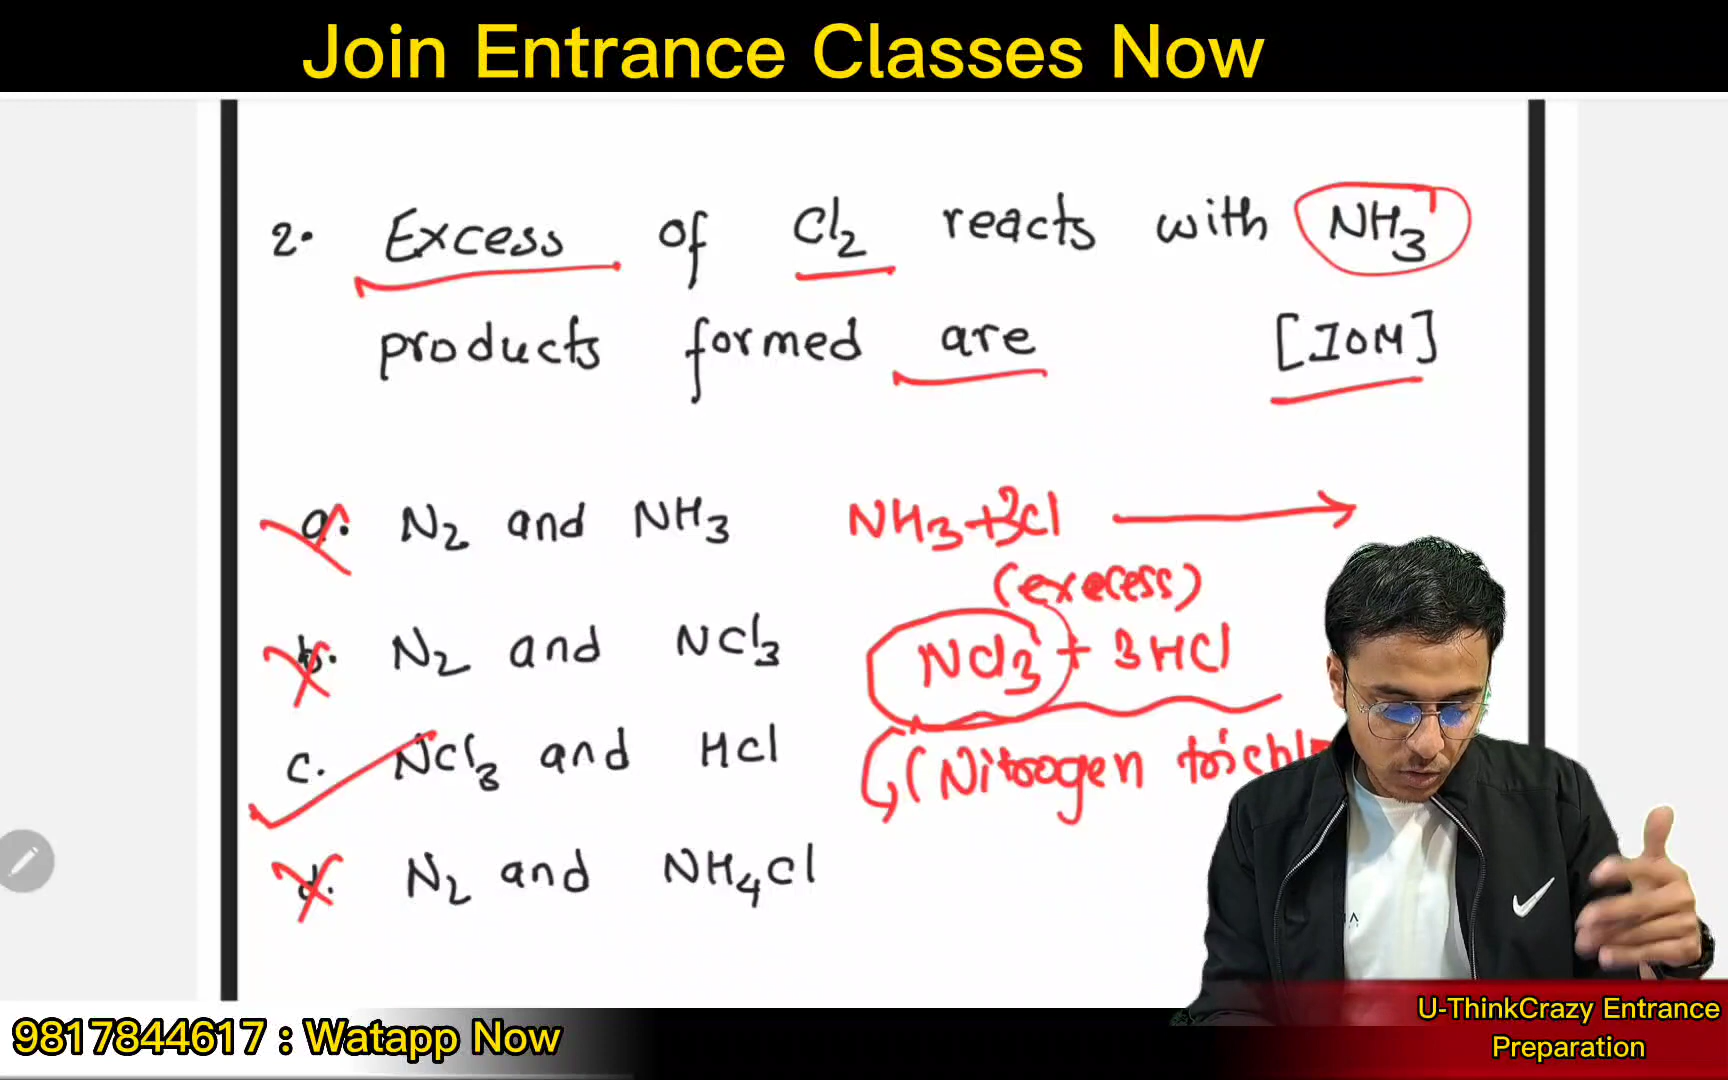 Join Entrance Classes Now
2. Excess of Cl2 reacts with NH3
products formed are [IOM]
a. N2 and NH3
NH3+3Cl
(execess)
b. N2 and NCl3
NCl3 + 3HCl
c. NCl3 and HCl
(Nitrogen trichl
d. N2 and NH4Cl
U-ThinkCrazy Entrance
Preparation
9817844617 : Watapp Now